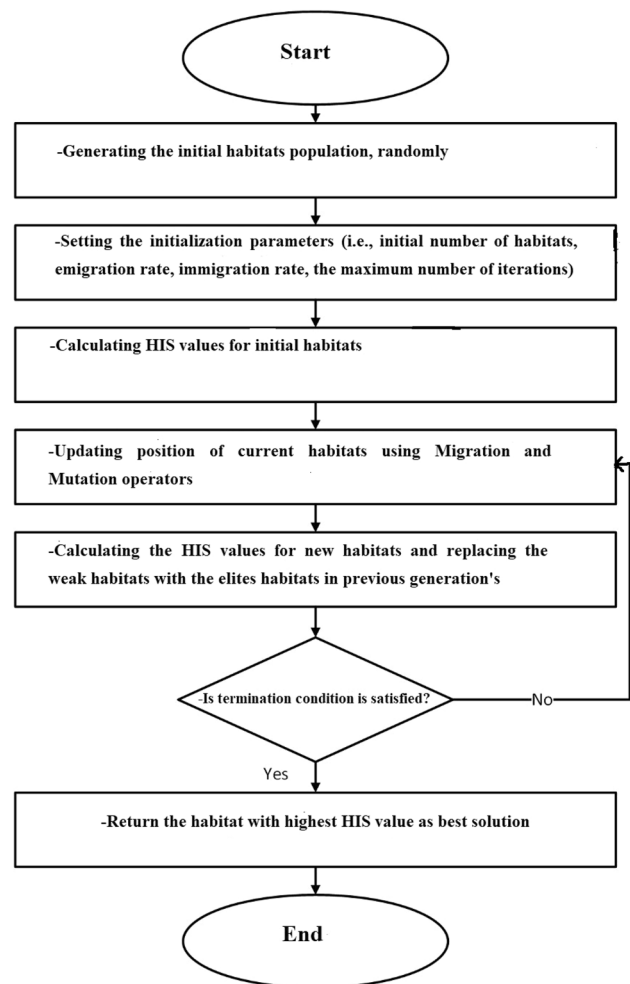 Start
-Generating the initial habitats population, randomly
-Setting the initialization parameters (i.e., initial number of habitats,
emigration rate, immigration rate, the maximum number of iterations)
-Calculating HIS values for initial habitats
-Updating position of current habitats using Migration and
Mutation operators
-Calculating the HIS values for new habitats and replacing the
weak habitats with the elites habitats in previous generation's
-Is termination condition is satisfied?
No
Yes
-Return the habitat with highest HIS value as best solution
End